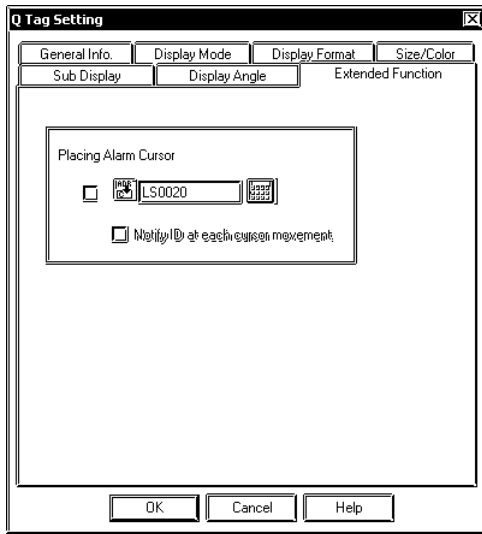 Q Tag Setting
General Info. Display Mode Display Format Size/Color
Sub Display Display Angle Extended Function
Placing Alarm Cursor
LS0020
Notify ID at each cursor movement.
OK Cancel Help